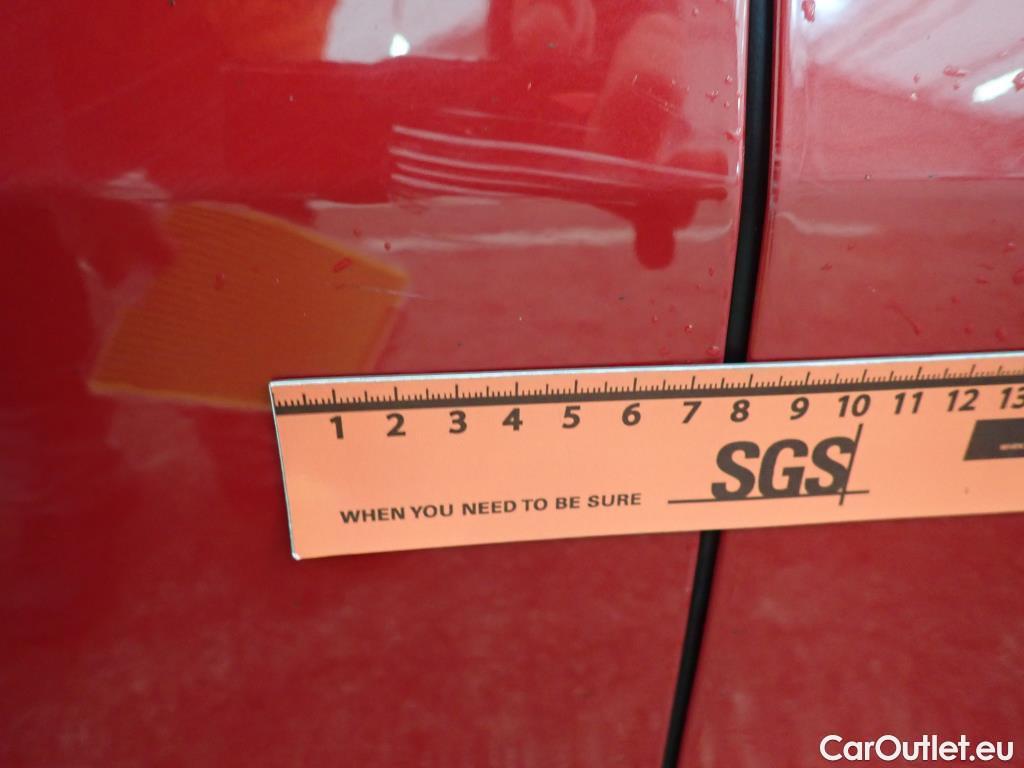 1 2 3 4 5 6 7 8 9 10 11 12 13
SGS
WHEN YOU NEED TO BE SURE
CarOutlet.eu